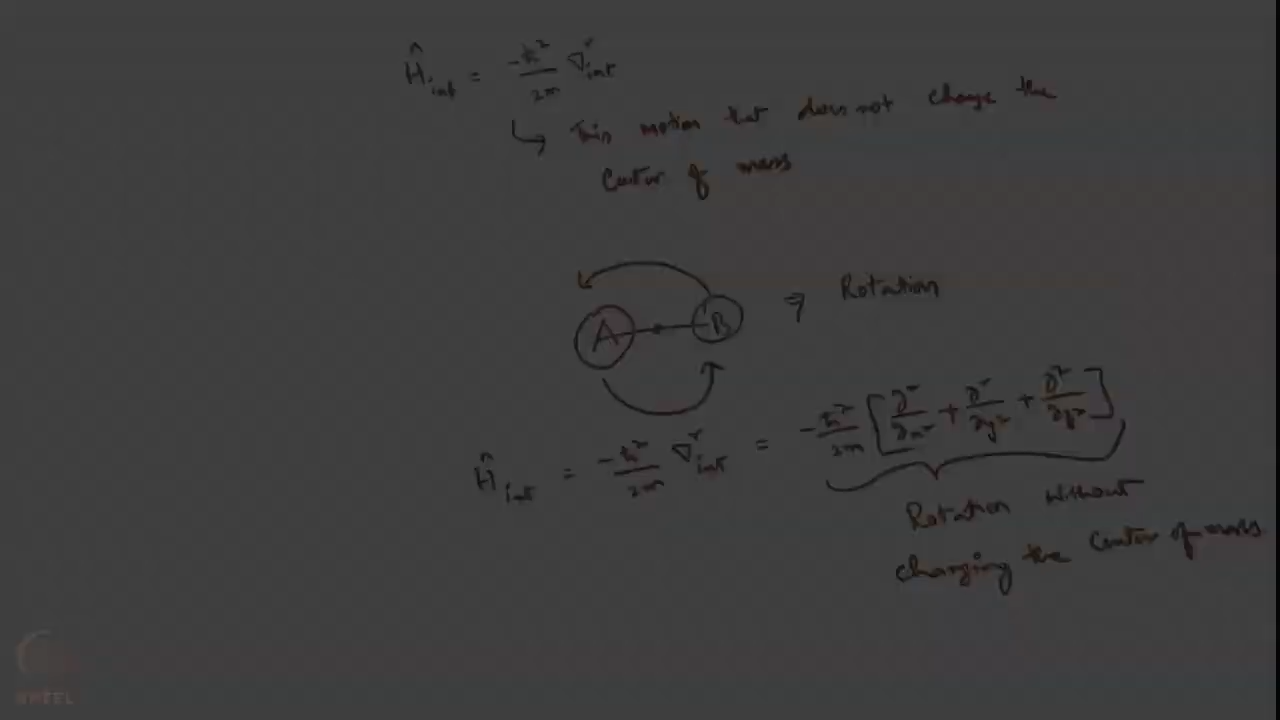 Ĥ_int = -ħ²/2m ∇²_int
↳ This motion that does not change the
Center of mass
A B ⇒ Rotation
Ĥ_int = -ħ²/2m ∇²_int = -ħ²/2m [∂²/∂x² + ∂²/∂y² + ∂²/∂z²]
Rotation without
changing the Center of mass
NPTEL